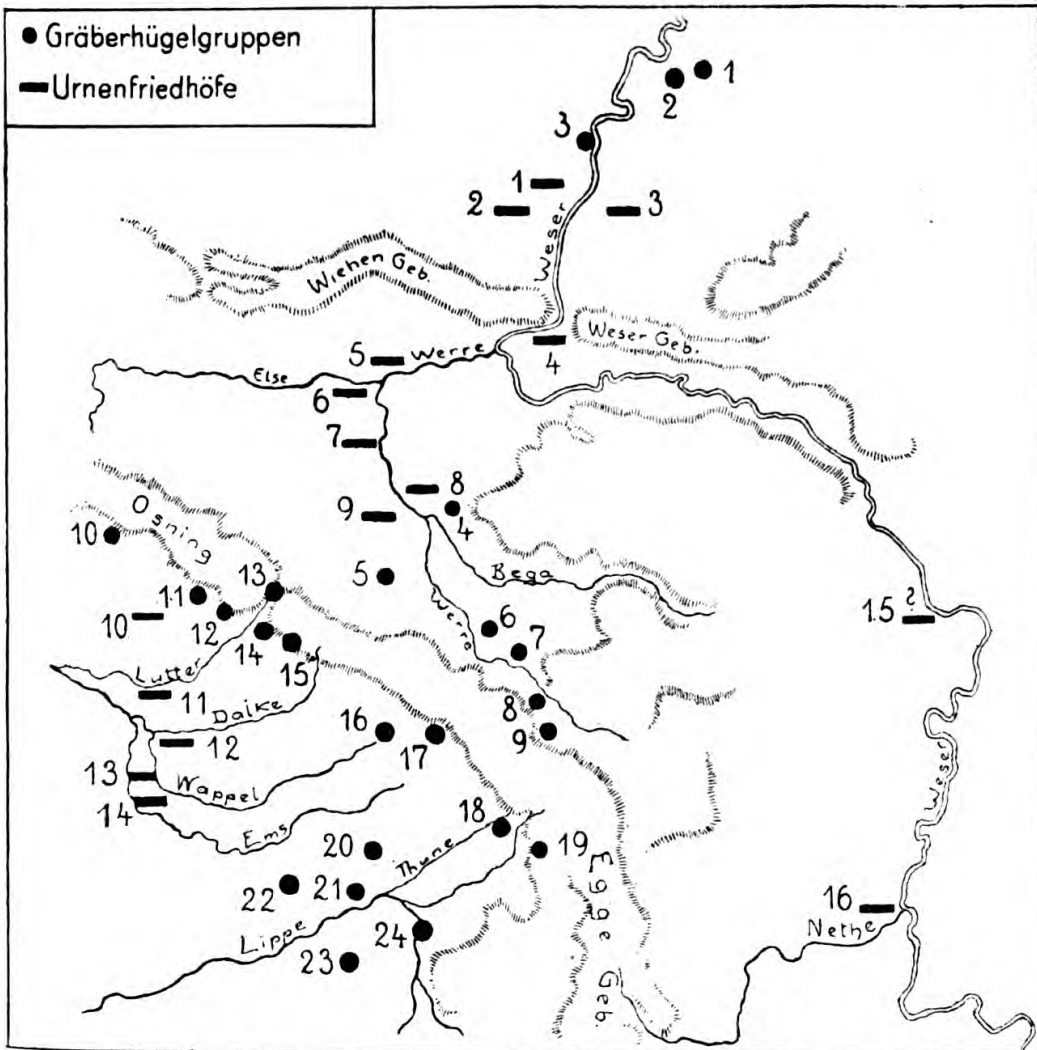 Gräberhügelgruppen
Urnenfriedhöfe
1
2
3
1
2
3
Weser
Wiehen Geb.
Weser Geb.
4
5
Werre
Else
6
7
8
4
9
Osning
10
5
Bega
13
11
12
10
6
7
Werre
14
15
15 ?
Lutter
11
Dalke
8
9
16
17
12
13
Wappel
14
Ems
Weser
18
19
20
Thune
Egge Geb.
22
21
16
Nethe
Lippe
24
23